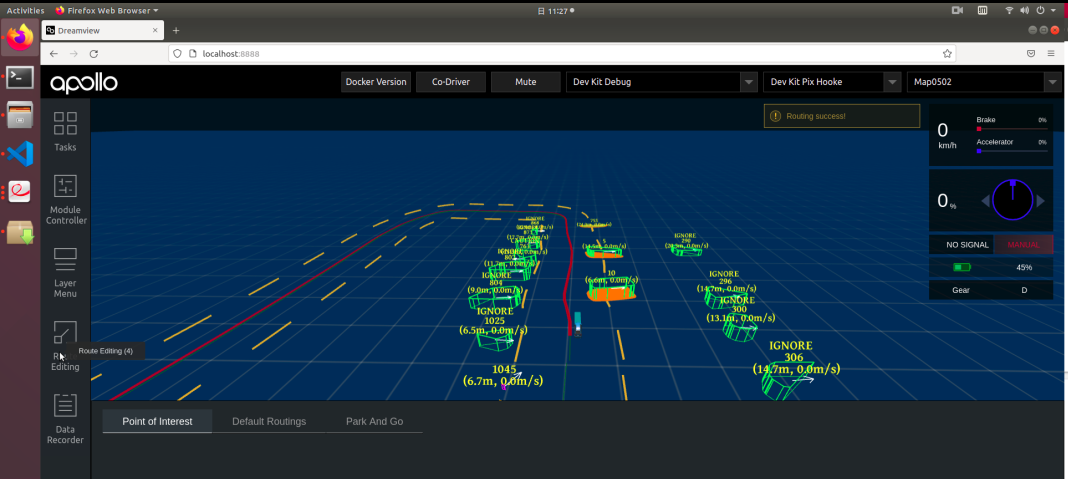 Activities
Firefox Web Browser
日 11:27
Dreamview
localhost:8888
apollo
Docker Version
Co-Driver
Mute
Dev Kit Debug
Dev Kit Pix Hooke
Map0502
Tasks
Module
Controller
Layer
Menu
Route
Editing
Route Editing (4)
Data
Recorder
Routing success!
0
km/h
Brake
0%
Accelerator
0%
0 %
NO SIGNAL
MANUAL
45%
Gear
D
IGNORE
804
(9.0m, 0.0m/s)
IGNORE
1025
(6.5m, 0.0m/s)
1045
(6.7m, 0.0m/s)
10
(6.6m, 0.0m/s)
IGNORE
290
IGNORE
296
(14.7m, 0.0m/s)
IGNORE
300
(13.1m, 0.0m/s)
IGNORE
306
(14.7m, 0.0m/s)
Point of Interest
Default Routings
Park And Go